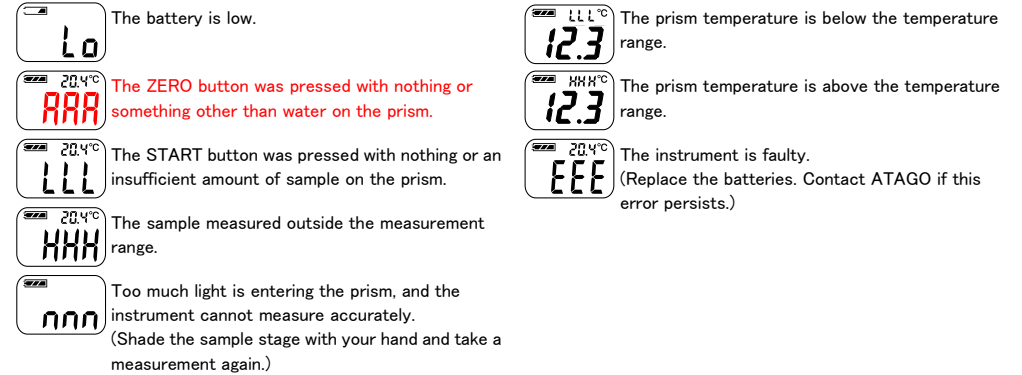 Lo
The battery is low.
20.4°C
AAA
The ZERO button was pressed with nothing or
something other than water on the prism.
20.4°C
LLL
The START button was pressed with nothing or an
insufficient amount of sample on the prism.
20.4°C
HHH
The sample measured outside the measurement
range.
nnn
Too much light is entering the prism, and the
instrument cannot measure accurately.
(Shade the sample stage with your hand and take a
measurement again.)
LLL°C
12.3
The prism temperature is below the temperature
range.
HHH°C
12.3
The prism temperature is above the temperature
range.
20.4°C
EEE
The instrument is faulty.
(Replace the batteries. Contact ATAGO if this
error persists.)